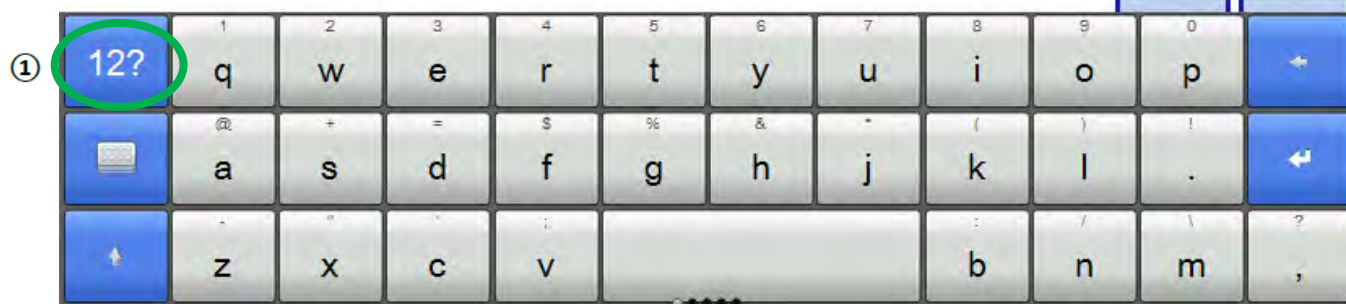 1 2 3 4 5 6 7 8 9 0
① 12? q w e r t y u i o p
@ + = $ % & * ( ) !
a s d f g h j k l .
- " ' ; : / \ ?
z x c v b n m ,